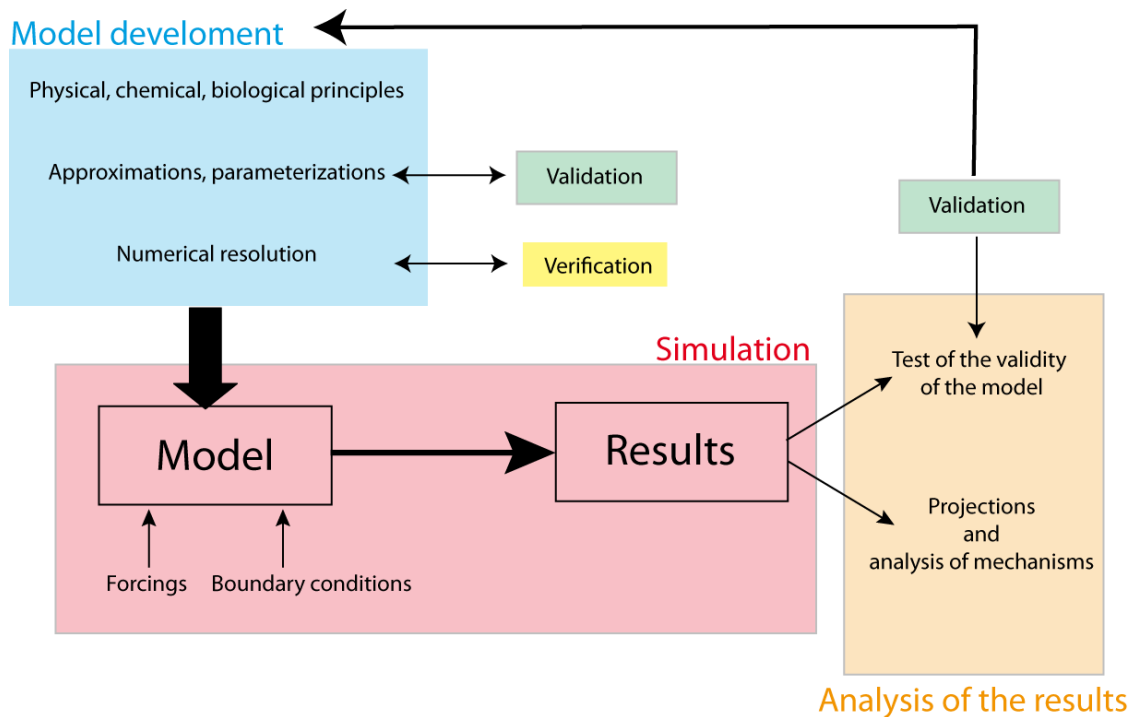 Model develoment
Physical, chemical, biological principles
Approximations, parameterizations
Validation
Numerical resolution
Verification
Validation
Simulation
Model
Results
Forcings
Boundary conditions
Test of the validity
of the model
Projections
and
analysis of mechanisms
Analysis of the results